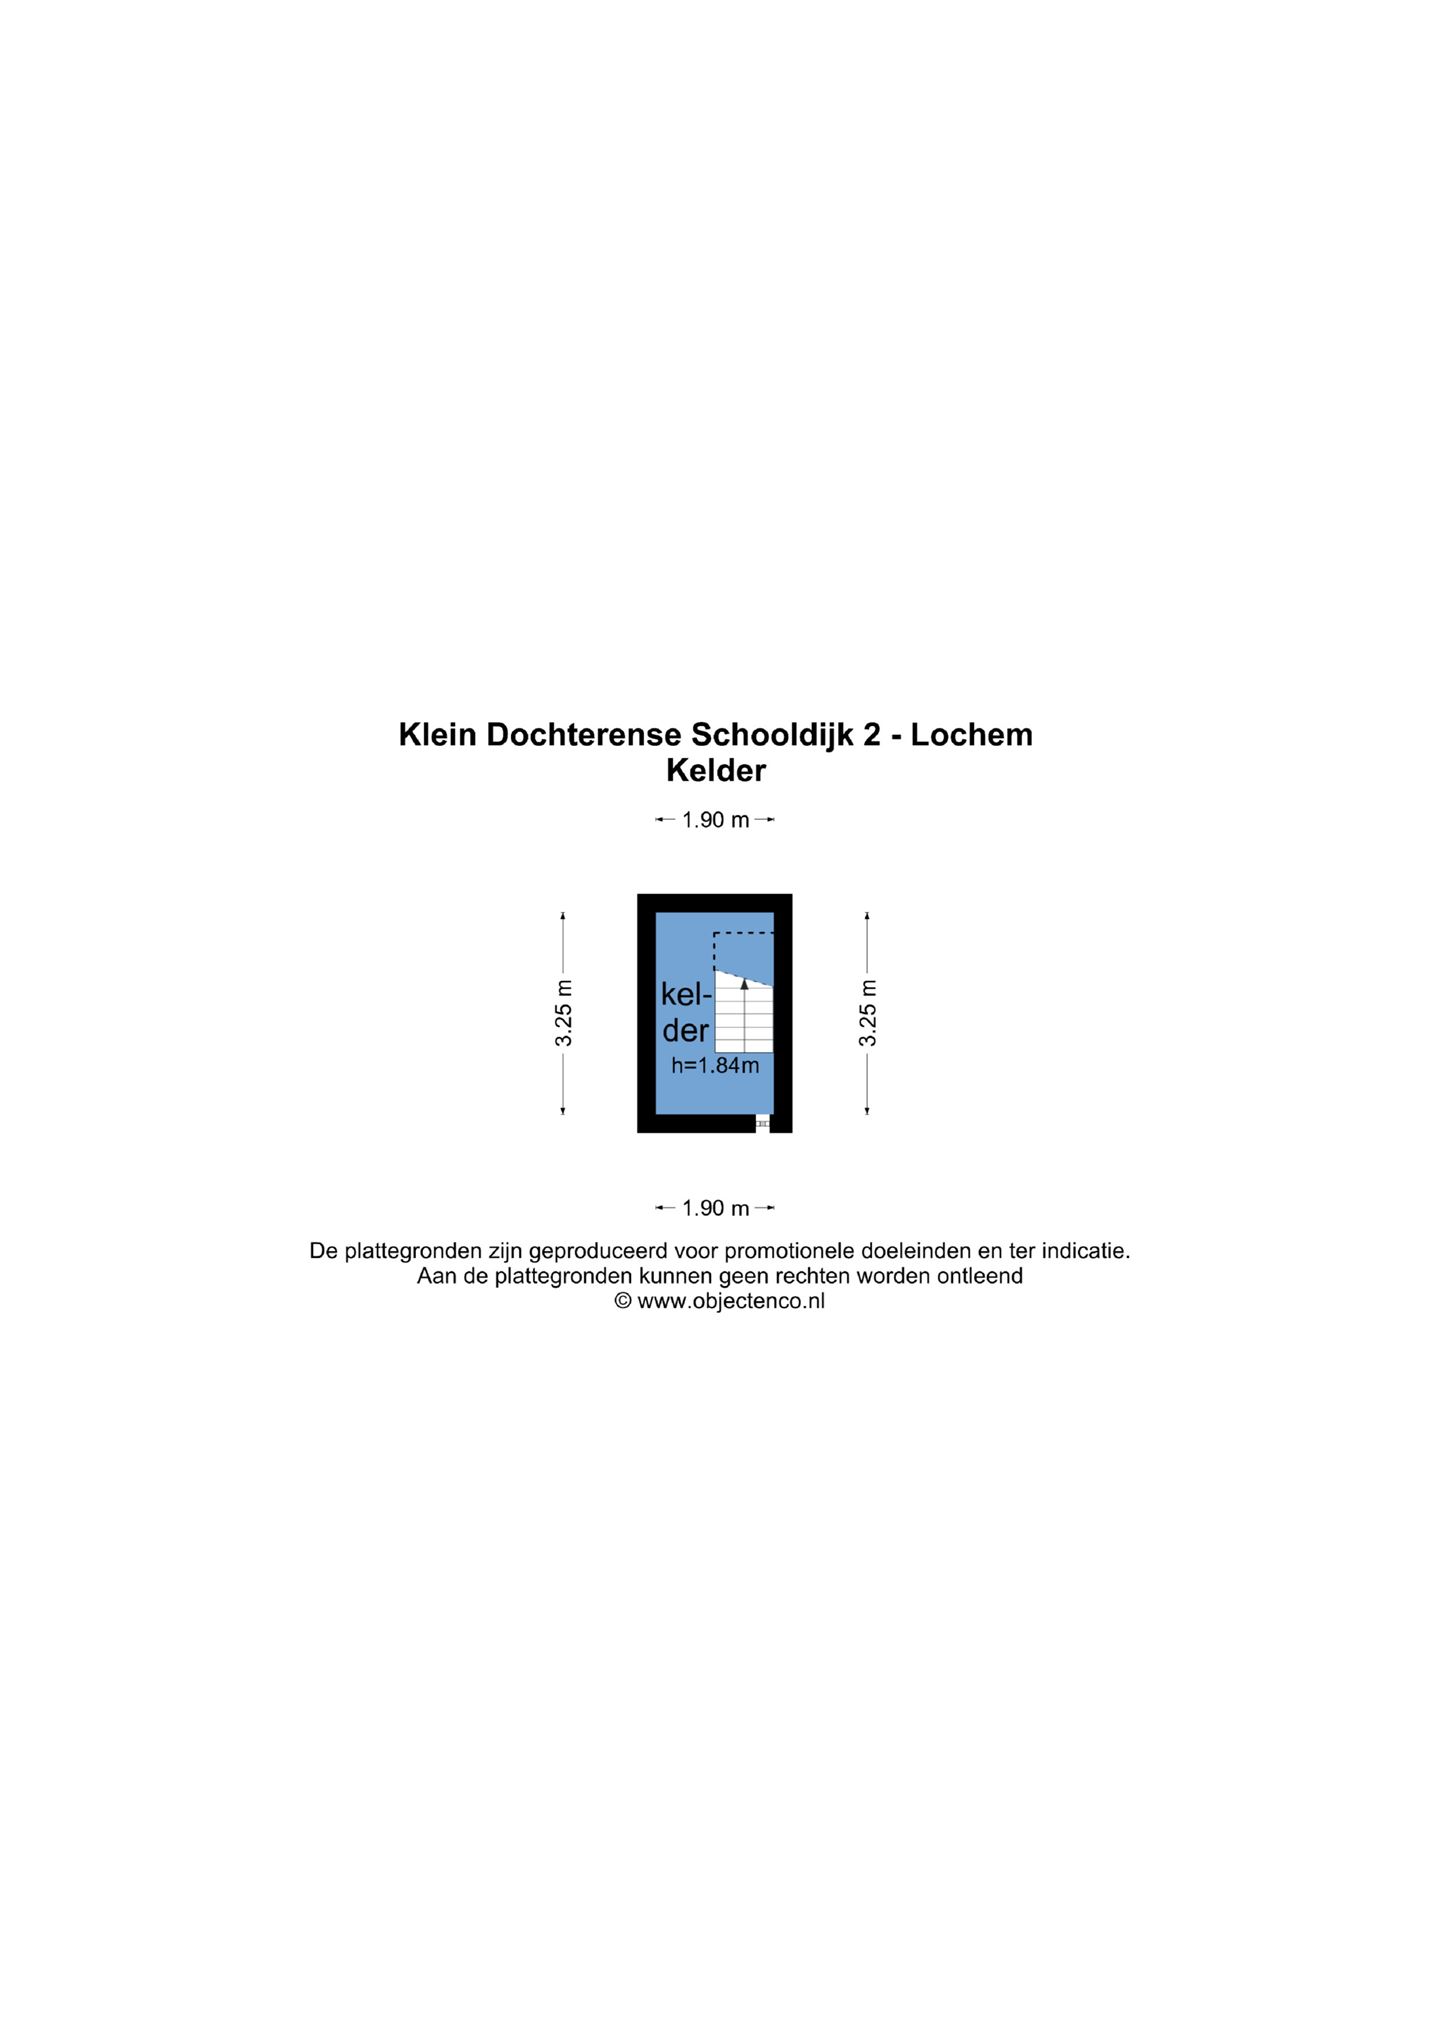 Klein Dochterense Schooldijk 2 - Lochem
Kelder
1.90 m
3.25 m
3.25 m
kel-
der
h=1.84m
1.90 m
De plattegronden zijn geproduceerd voor promotionele doeleinden en ter indicatie.
Aan de plattegronden kunnen geen rechten worden ontleend
© www.objectenco.nl